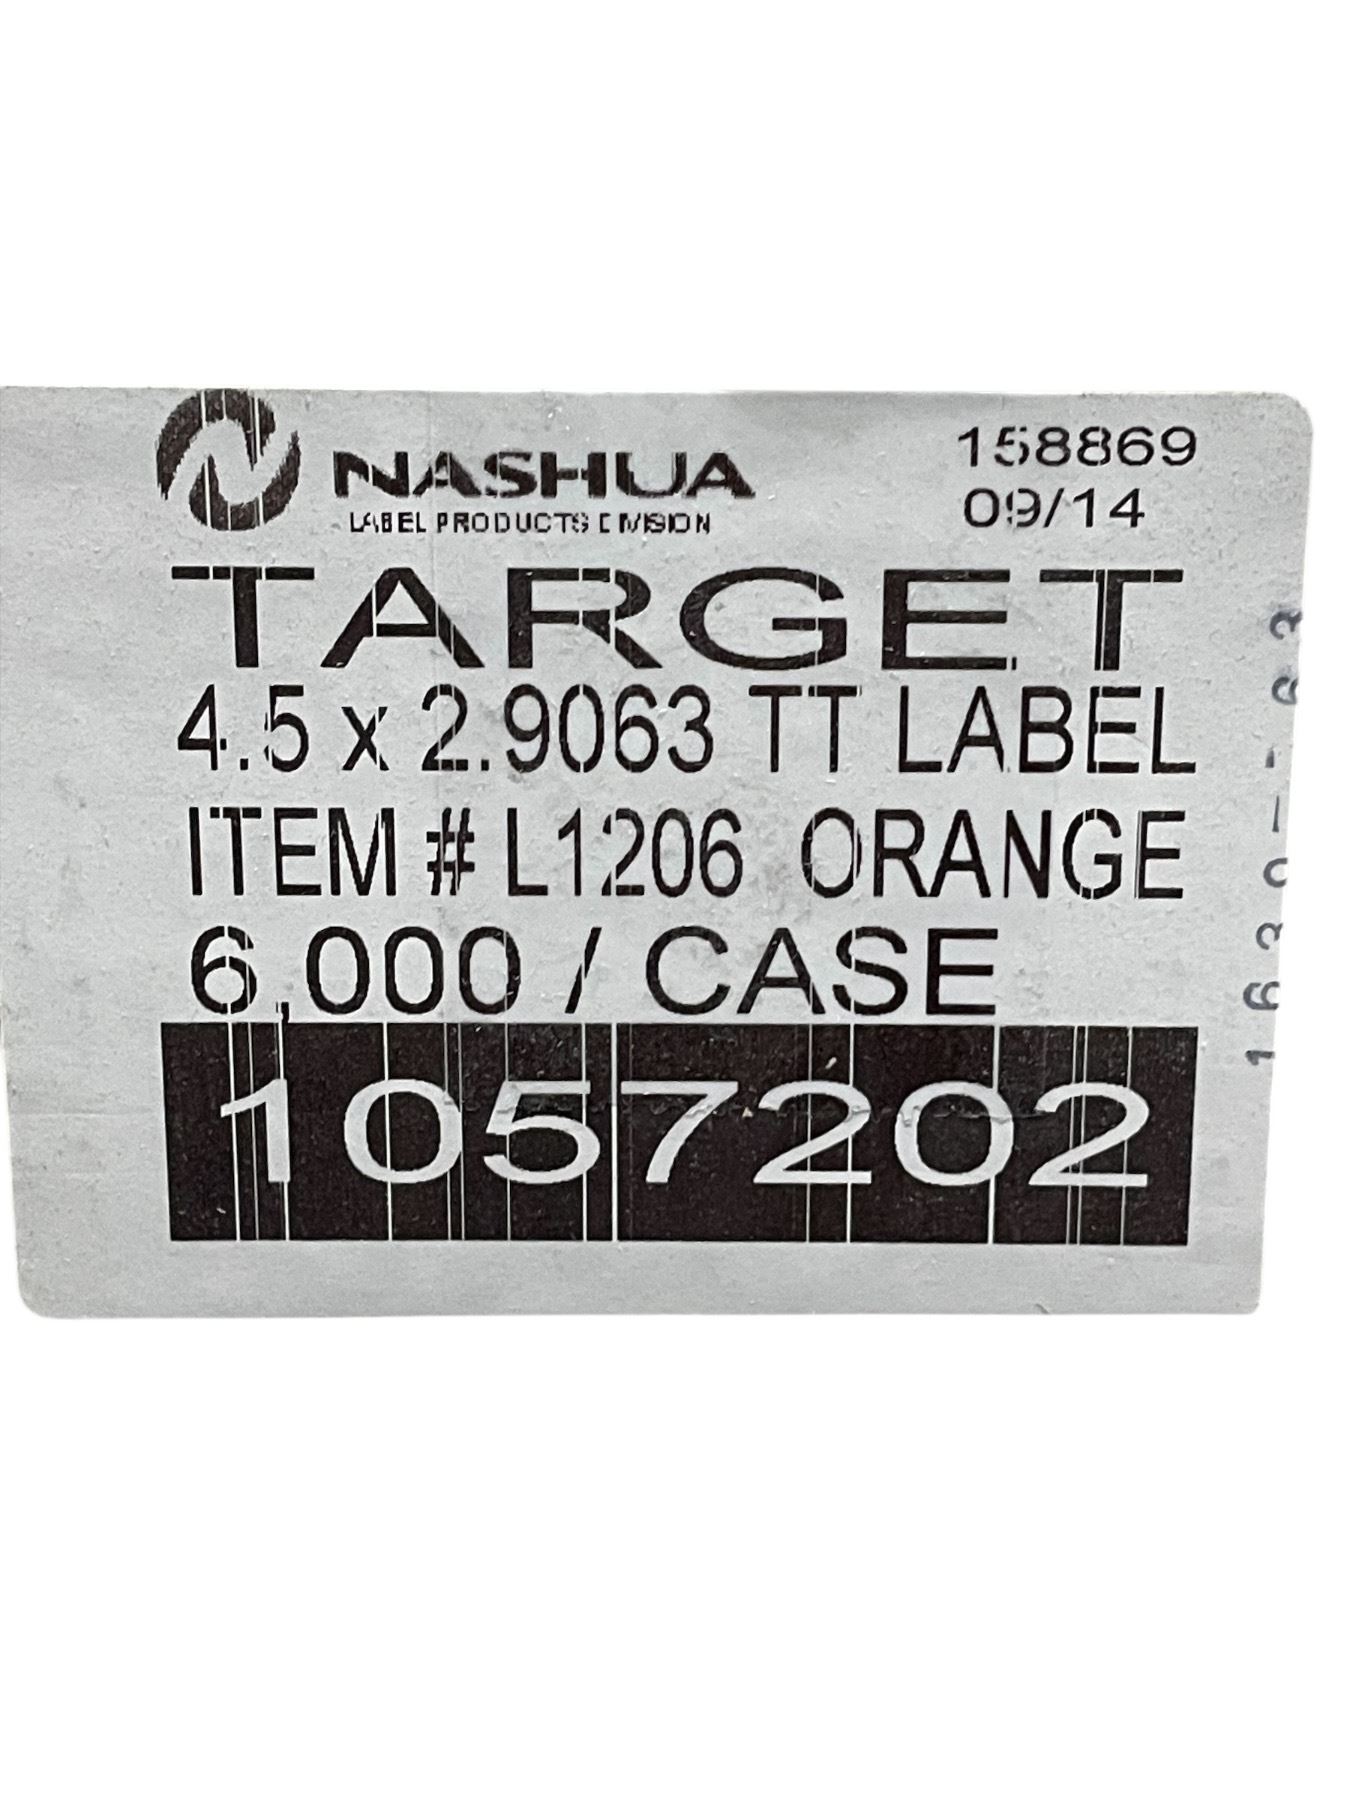 NASHUA
LABEL PRODUCTS DIVISION
158869
09/14
TARGET
4.5 x 2.9063 TT LABEL
ITEM # L1206 ORANGE
6,000 / CASE
1057202